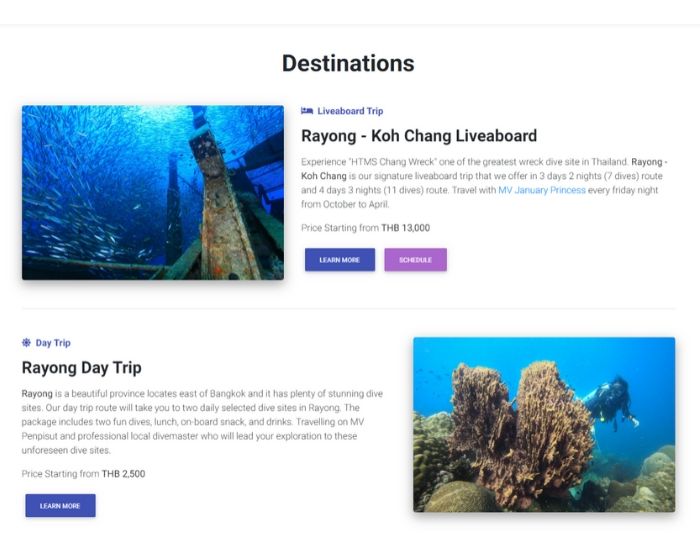 Destinations
Liveaboard Trip
Rayong - Koh Chang Liveaboard
Experience "HTMS Chang Wreck" one of the greatest wreck dive site in Thailand. Rayong -
Koh Chang is our signature liveaboard trip that we offer in 3 days 2 nights (7 dives) route
and 4 days 3 nights (11 dives) route. Travel with MV January Princess every friday night
from October to April.
Price Starting from THB 13,000
LEARN MORE
SCHEDULE
Day Trip
Rayong Day Trip
Rayong is a beautiful province locates east of Bangkok and it has plenty of stunning dive
sites. Our day trip route will take you to two daily selected dive sites in Rayong. The
package includes two fun dives, lunch, on-board snack, and drinks. Travelling on MV
Penpisut and professional local divemaster who will lead your exploration to these
unforeseen dive sites.
Price Starting from THB 2,500
LEARN MORE